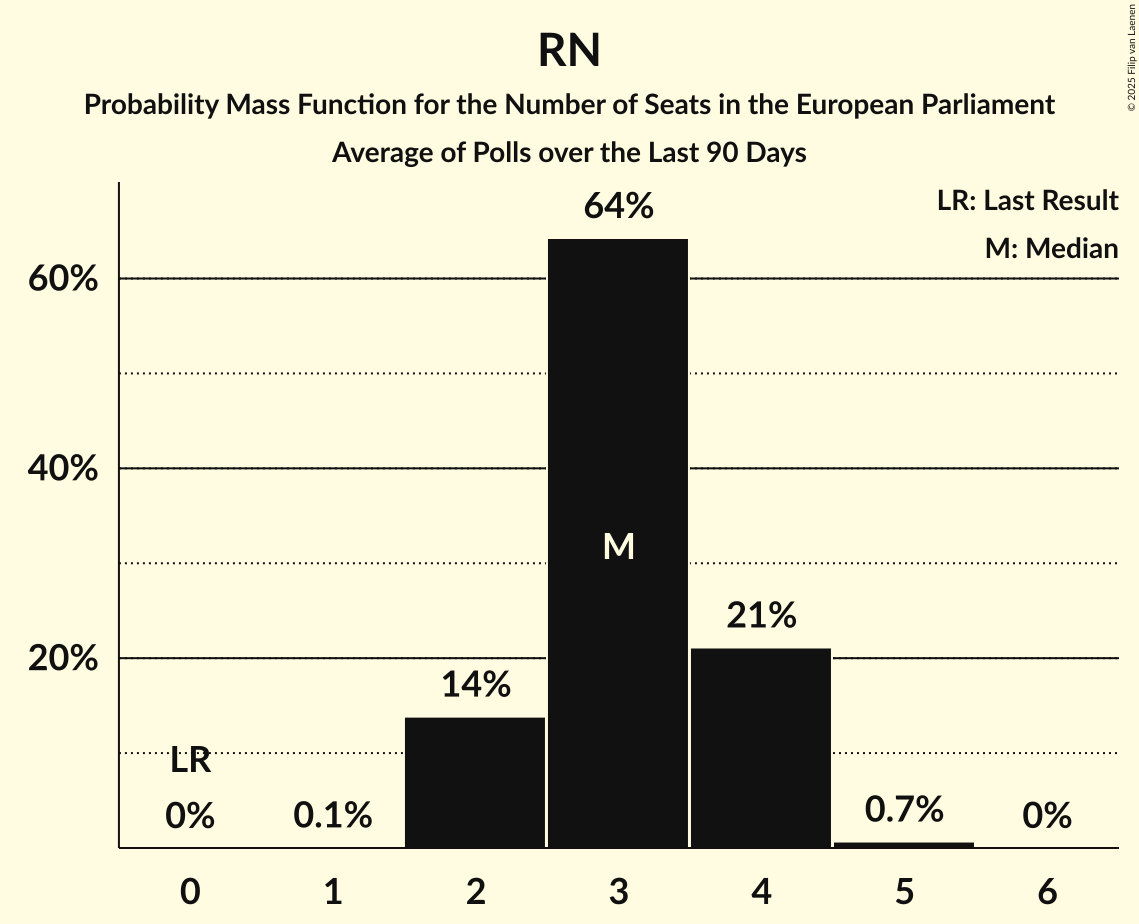 RN
Probability Mass Function for the Number of Seats in the European Parliament
Average of Polls over the Last 90 Days
© 2025 Filip van Laenen
LR: Last Result
M: Median
64%
60%
40%
M
21%
20%
14%
LR
0%
0.1%
0.7%
0%
0 1 2 3 4 5 6